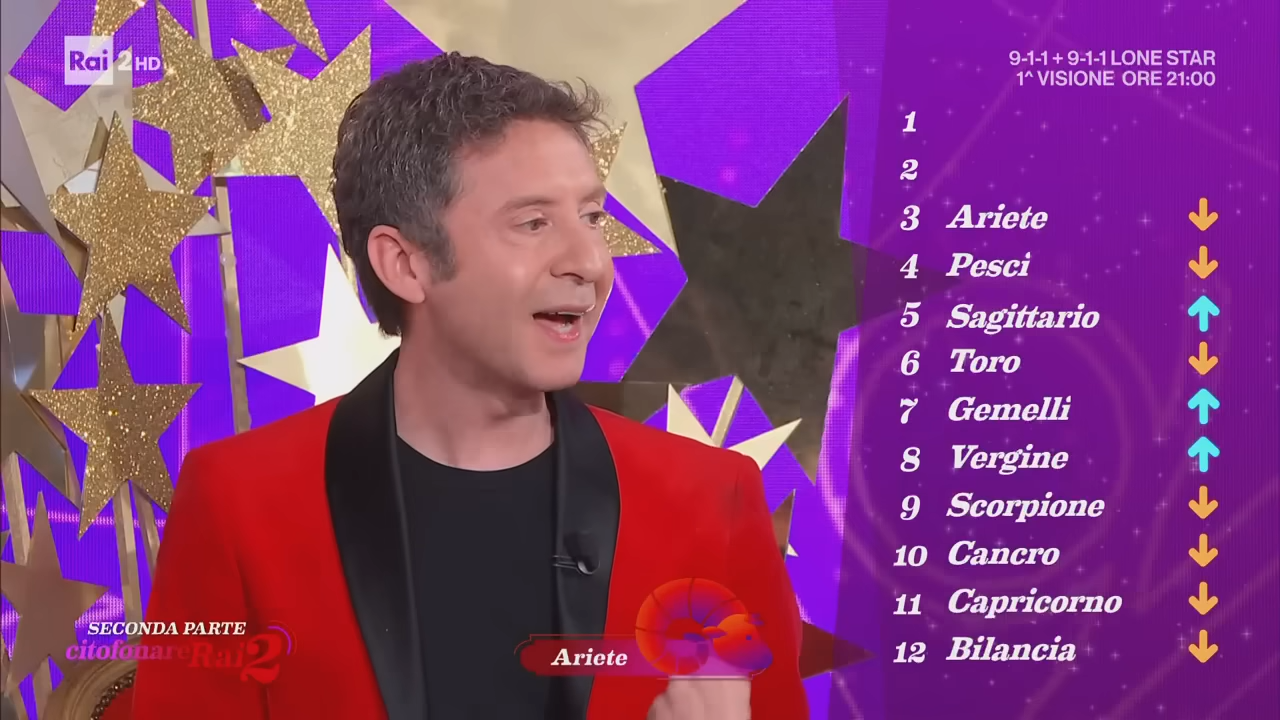 Rai 2 HD
9-1-1 + 9-1-1 LONE STAR
1^ VISIONE ORE 21:00
1
2
3 Ariete
4 Pesci
5 Sagittario
6 Toro
7 Gemelli
8 Vergine
9 Scorpione
10 Cancro
11 Capricorno
12 Bilancia
SECONDA PARTE
citofonare Rai 2
Ariete